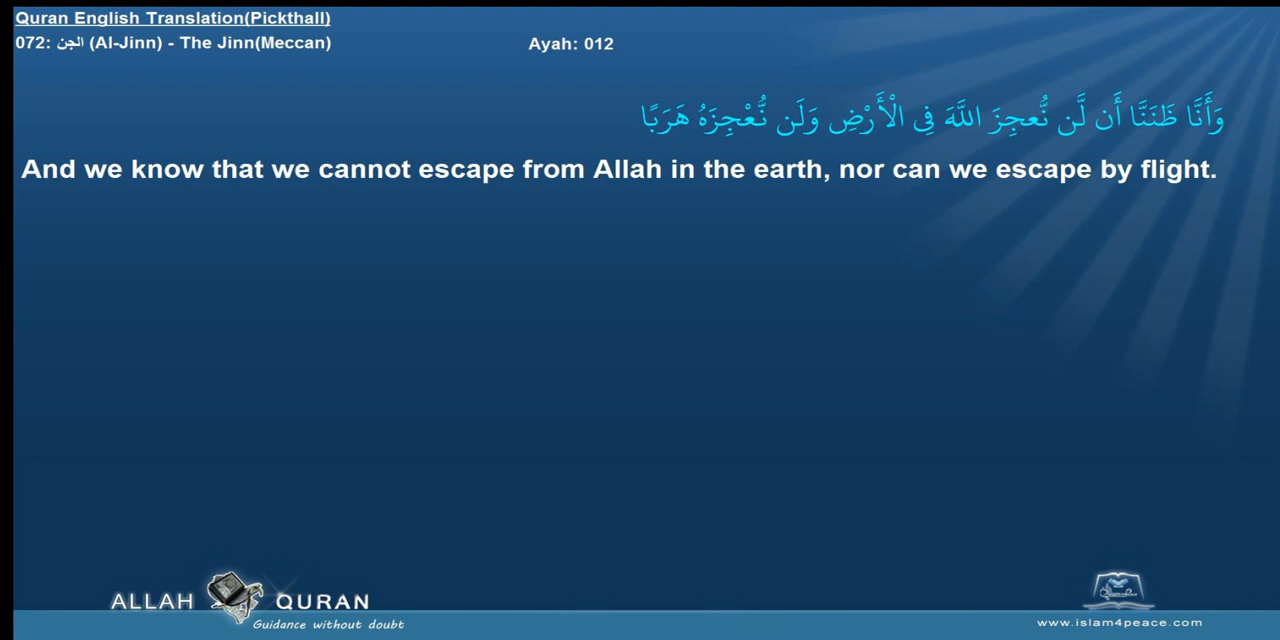 Quran English Translation(Pickthall)
072: الجن (Al-Jinn) - The Jinn(Meccan)
Ayah: 012
وَأَنَّا ظَنَنَّا أَن لَّن نُّعجِزَ اللَّهَ فِي الْأَرْضِ وَلَن نُّعْجِزَهُ هَرَبًا
And we know that we cannot escape from Allah in the earth, nor can we escape by flight.
ALLAH QURAN
Guidance without doubt
www.islam4peace.com